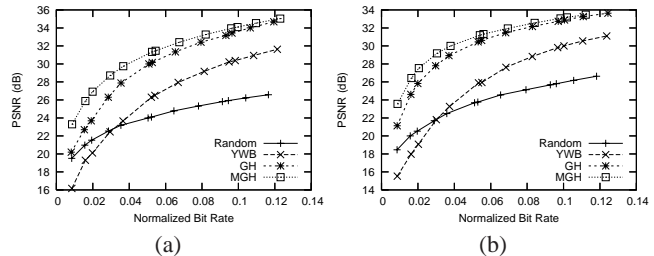 PSNR (dB)
36
34
32
30
28
26
24
22
20
18
16
0
0.02
0.04
0.06
0.08
0.1
0.12
0.14
Normalized Bit Rate
Random
YWB
GH
MGH
(a)
PSNR (dB)
34
32
30
28
26
24
22
20
18
16
14
0
0.02
0.04
0.06
0.08
0.1
0.12
0.14
Normalized Bit Rate
Random
YWB
GH
MGH
(b)